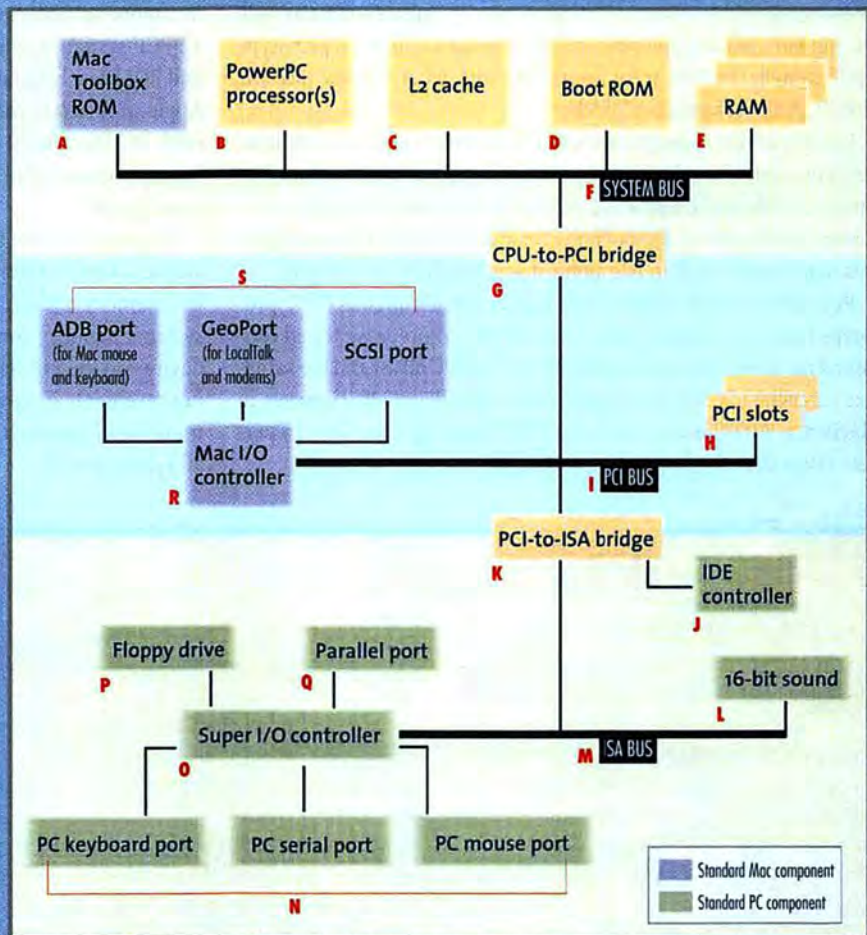 Mac
Toolbox
ROM
A
PowerPC
processor(s)
B
L2 cache
C
Boot ROM
D
RAM
E
F
SYSTEM BUS
CPU-to-PCI bridge
G
S
ADB port
(for Mac mouse
and keyboard)
GeoPort
(for LocalTalk
and modems)
SCSI port
PCI slots
H
Mac I/O
controller
R
I
PCI BUS
PCI-to-ISA bridge
K
IDE
controller
J
Floppy drive
P
Parallel port
Q
16-bit sound
L
Super I/O controller
O
M
ISA BUS
PC keyboard port
PC serial port
PC mouse port
N
Standard Mac component
Standard PC component